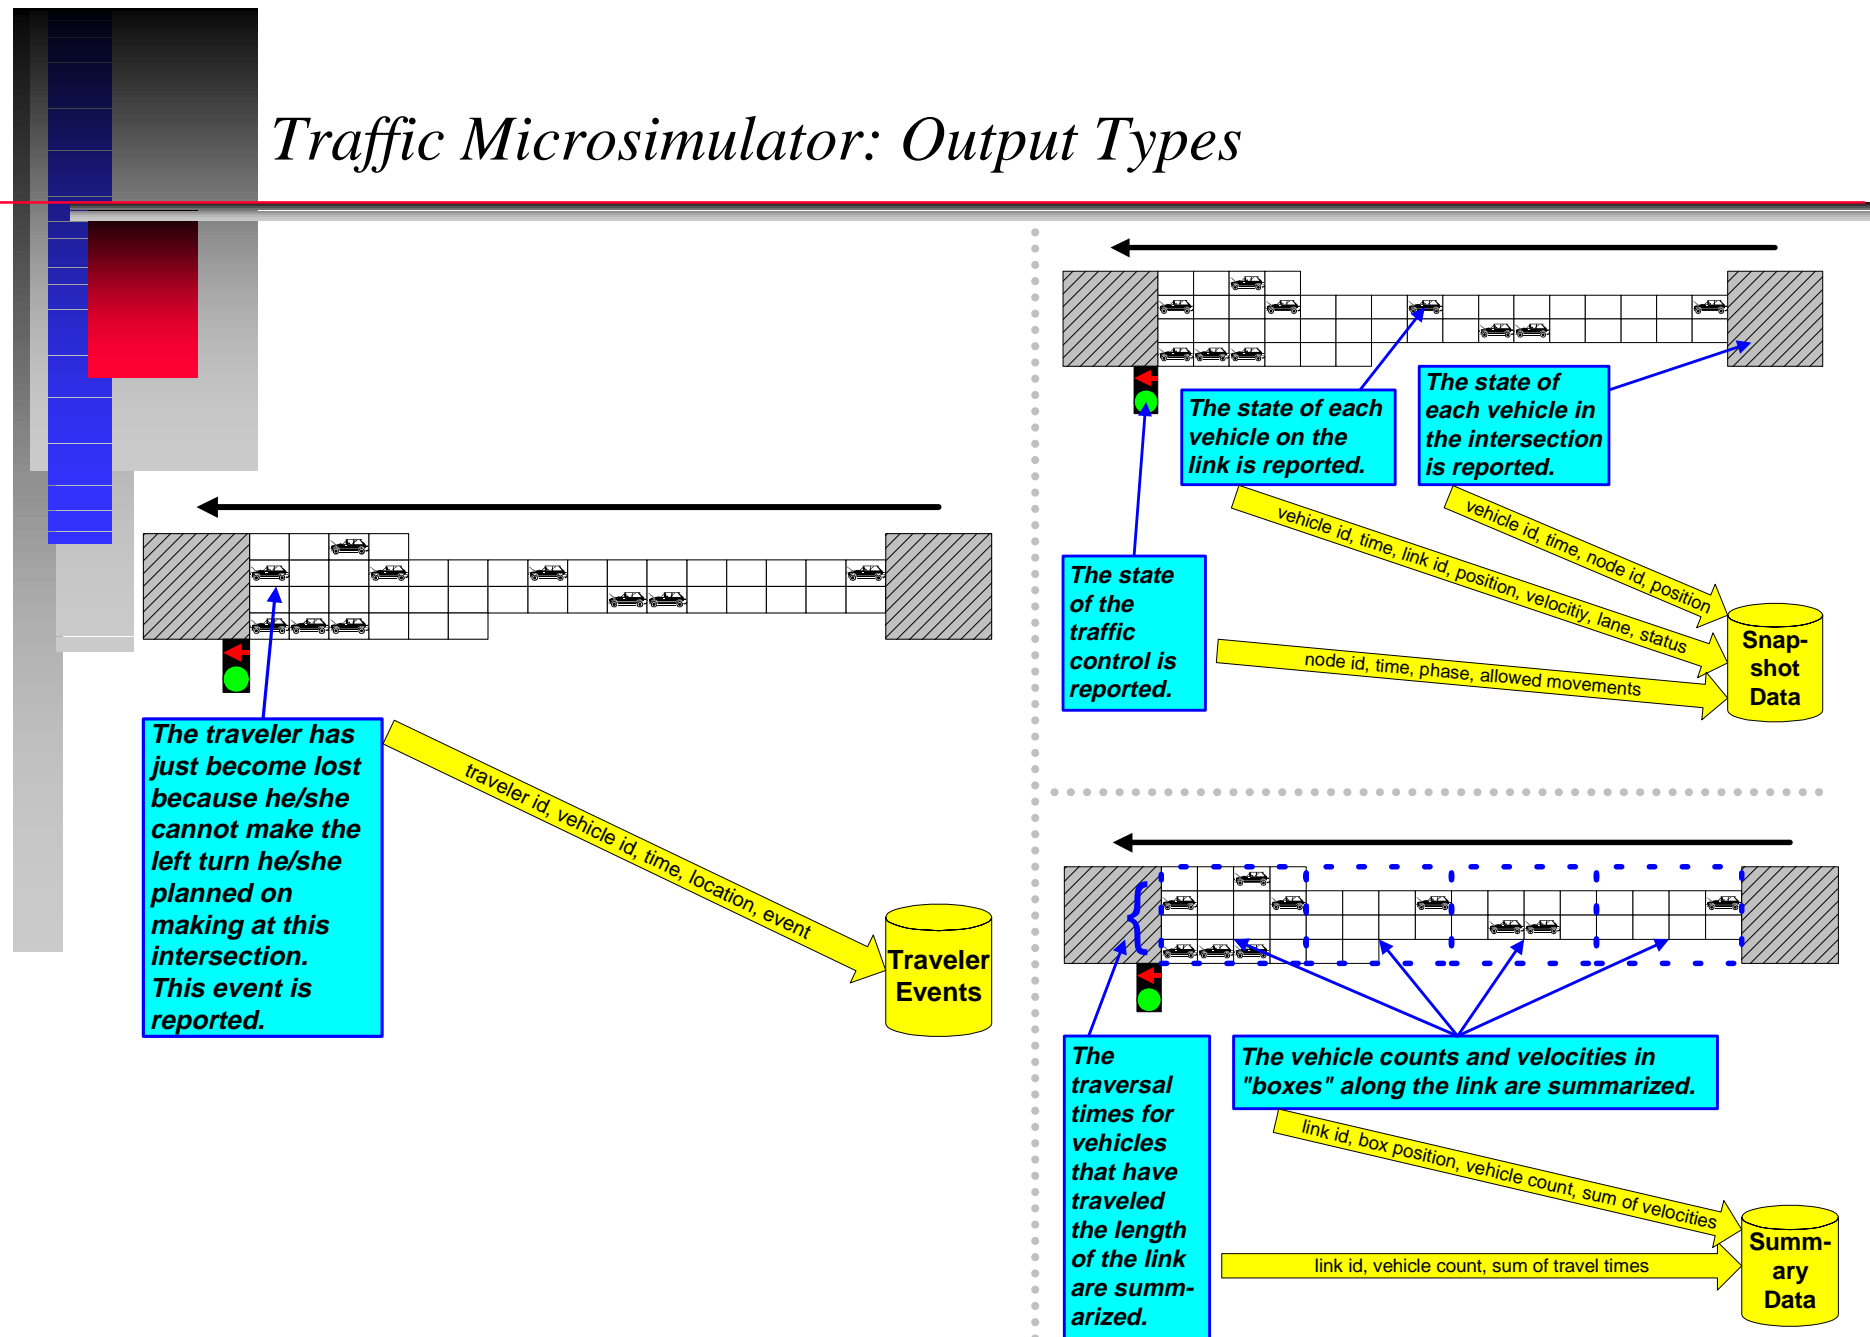 Traffic Microsimulator: Output Types
The traveler has
just become lost
because he/she
cannot make the
left turn he/she
planned on
making at this
intersection.
This event is
reported.
traveler id, vehicle id, time, location, event
Traveler
Events
The state of each
vehicle on the
link is reported.
The state of
each vehicle in
the intersection
is reported.
The state
of the
traffic
control is
reported.
vehicle id, time, node id, position
vehicle id, time, link id, position, velocitiy, lane, status
node id, time, phase, allowed movements
Snap-
shot
Data
The
traversal
times for
vehicles
that have
traveled
the length
of the link
are summ-
arized.
The vehicle counts and velocities in
"boxes" along the link are summarized.
link id, box position, vehicle count, sum of velocities
link id, vehicle count, sum of travel times
Summ-
ary
Data